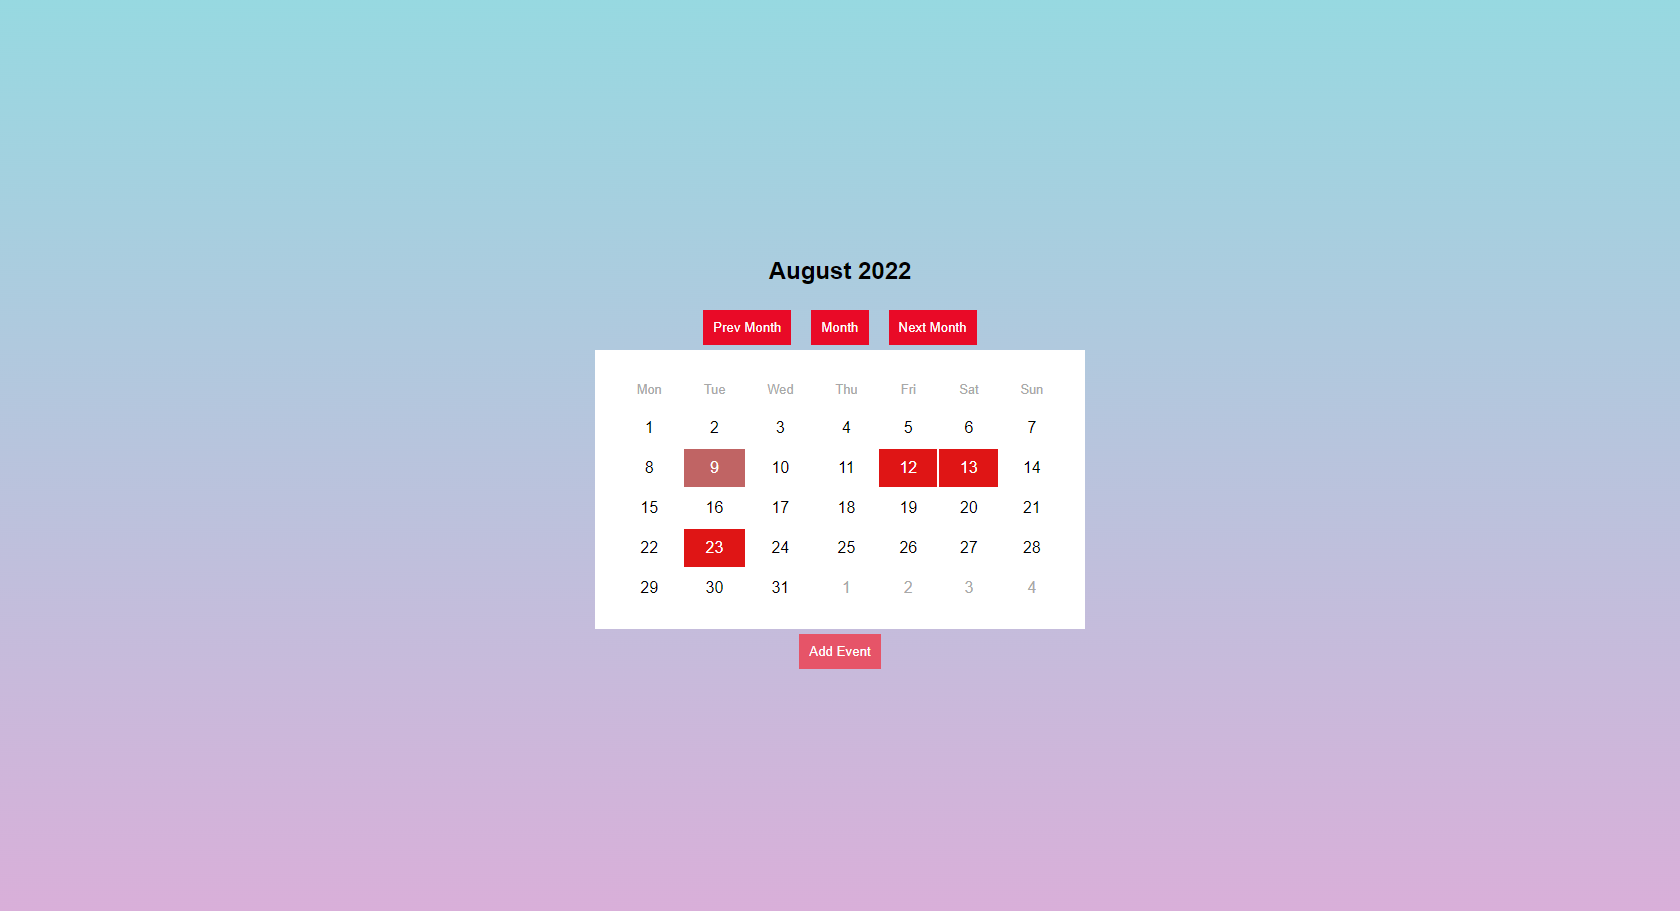 August 2022
Prev Month Month Next Month
Mon Tue Wed Thu Fri Sat Sun
1 2 3 4 5 6 7
8 9 10 11 12 13 14
15 16 17 18 19 20 21
22 23 24 25 26 27 28
29 30 31 1 2 3 4
Add Event